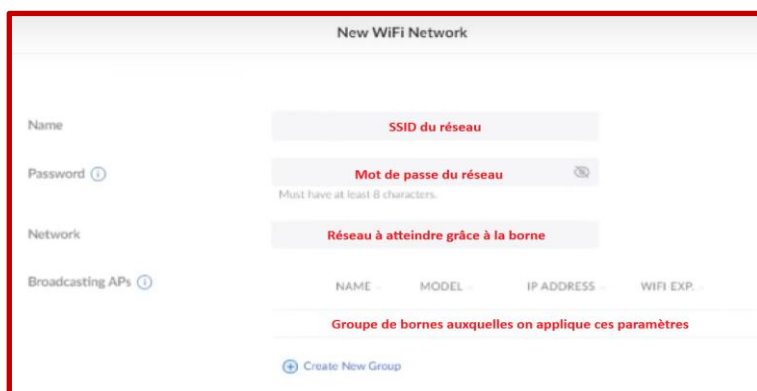 New WiFi Network
Name
SSID du réseau
Password
Mot de passe du réseau
Must have at least 8 characters.
Network
Réseau à atteindre grâce à la borne
Broadcasting APs
NAME MODEL IP ADDRESS WIFI EXP.
Groupe de bornes auxquelles on applique ces paramètres
Create New Group